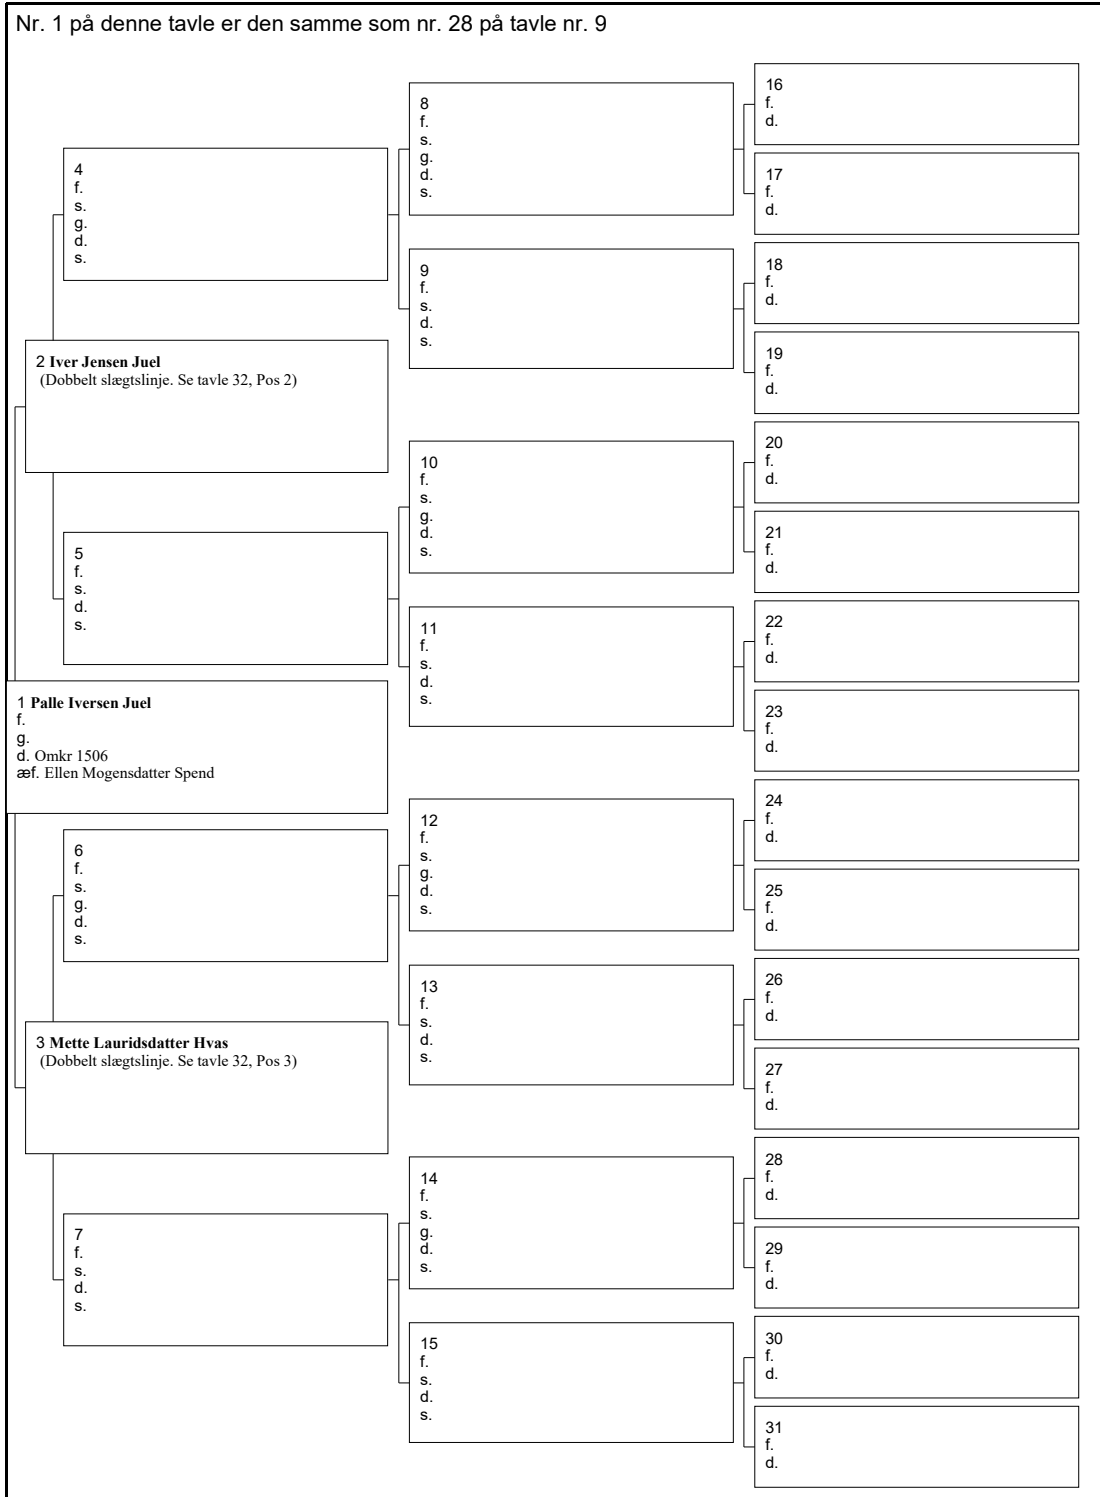 Nr. 1 på denne tavle er den samme som nr. 28 på tavle nr. 9
16
f.
d.
8
f.
s.
g.
d.
s.
17
f.
d.
4
f.
s.
g.
d.
s.
18
f.
d.
9
f.
s.
d.
s.
19
f.
d.
2 Iver Jensen Juel
(Dobbelt slægtslinje. Se tavle 32, Pos 2)
20
f.
d.
10
f.
s.
g.
d.
s.
21
f.
d.
5
f.
s.
d.
s.
22
f.
d.
11
f.
s.
d.
s.
23
f.
d.
1 Palle Iversen Juel
f.
g.
d. Omkr 1506
æf. Ellen Mogensdatter Spend
24
f.
d.
12
f.
s.
g.
d.
s.
25
f.
d.
6
f.
s.
g.
d.
s.
26
f.
d.
13
f.
s.
d.
s.
27
f.
d.
3 Mette Lauridsdatter Hvas
(Dobbelt slægtslinje. Se tavle 32, Pos 3)
28
f.
d.
14
f.
s.
g.
d.
s.
29
f.
d.
7
f.
s.
d.
s.
30
f.
d.
15
f.
s.
d.
s.
31
f.
d.